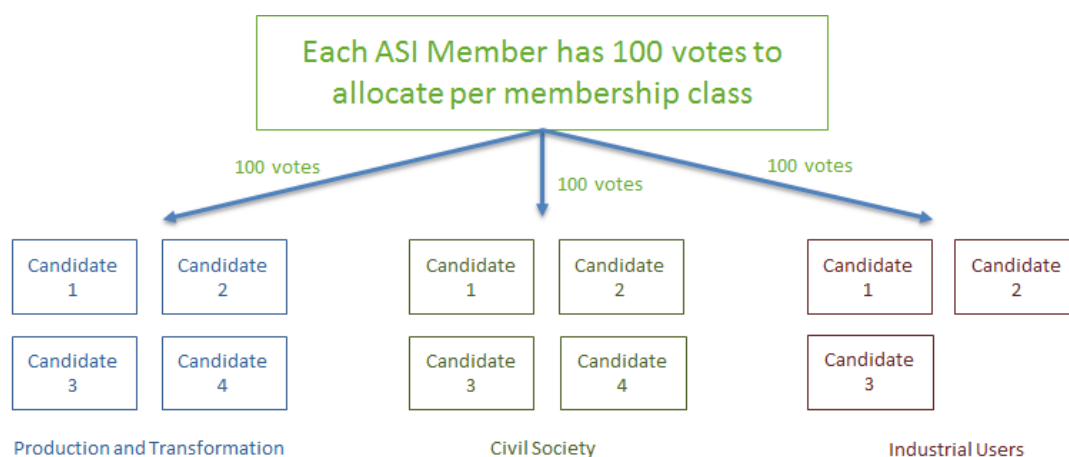 Each ASI Member has 100 votes to
allocate per membership class
100 votes
100 votes
100 votes
Candidate
1
Candidate
2
Candidate
3
Candidate
4
Production and Transformation
Candidate
1
Candidate
2
Candidate
3
Candidate
4
Civil Society
Candidate
1
Candidate
2
Candidate
3
Industrial Users